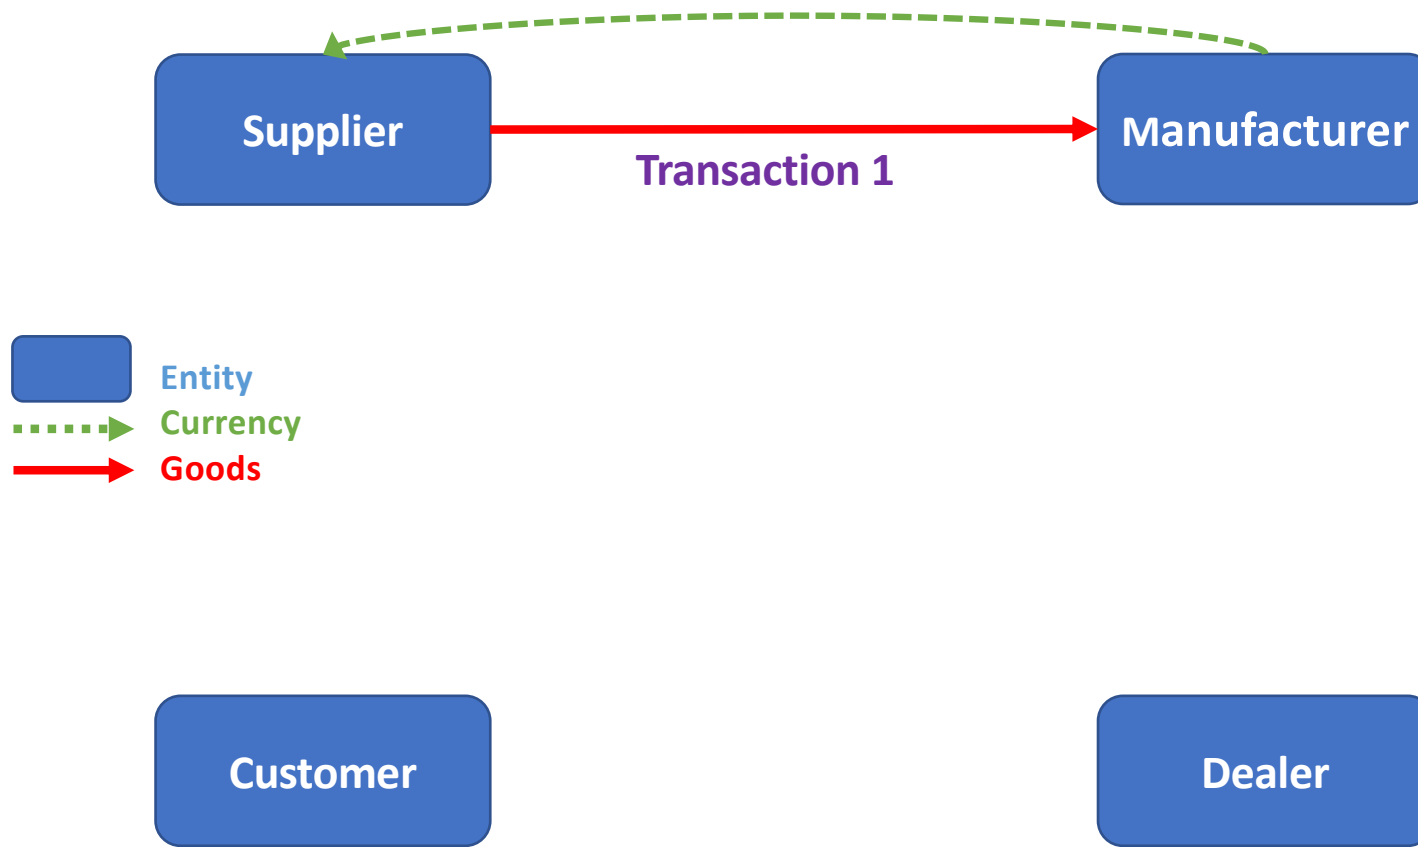 Supplier
Manufacturer
Transaction 1
Entity
Currency
Goods
Customer
Dealer